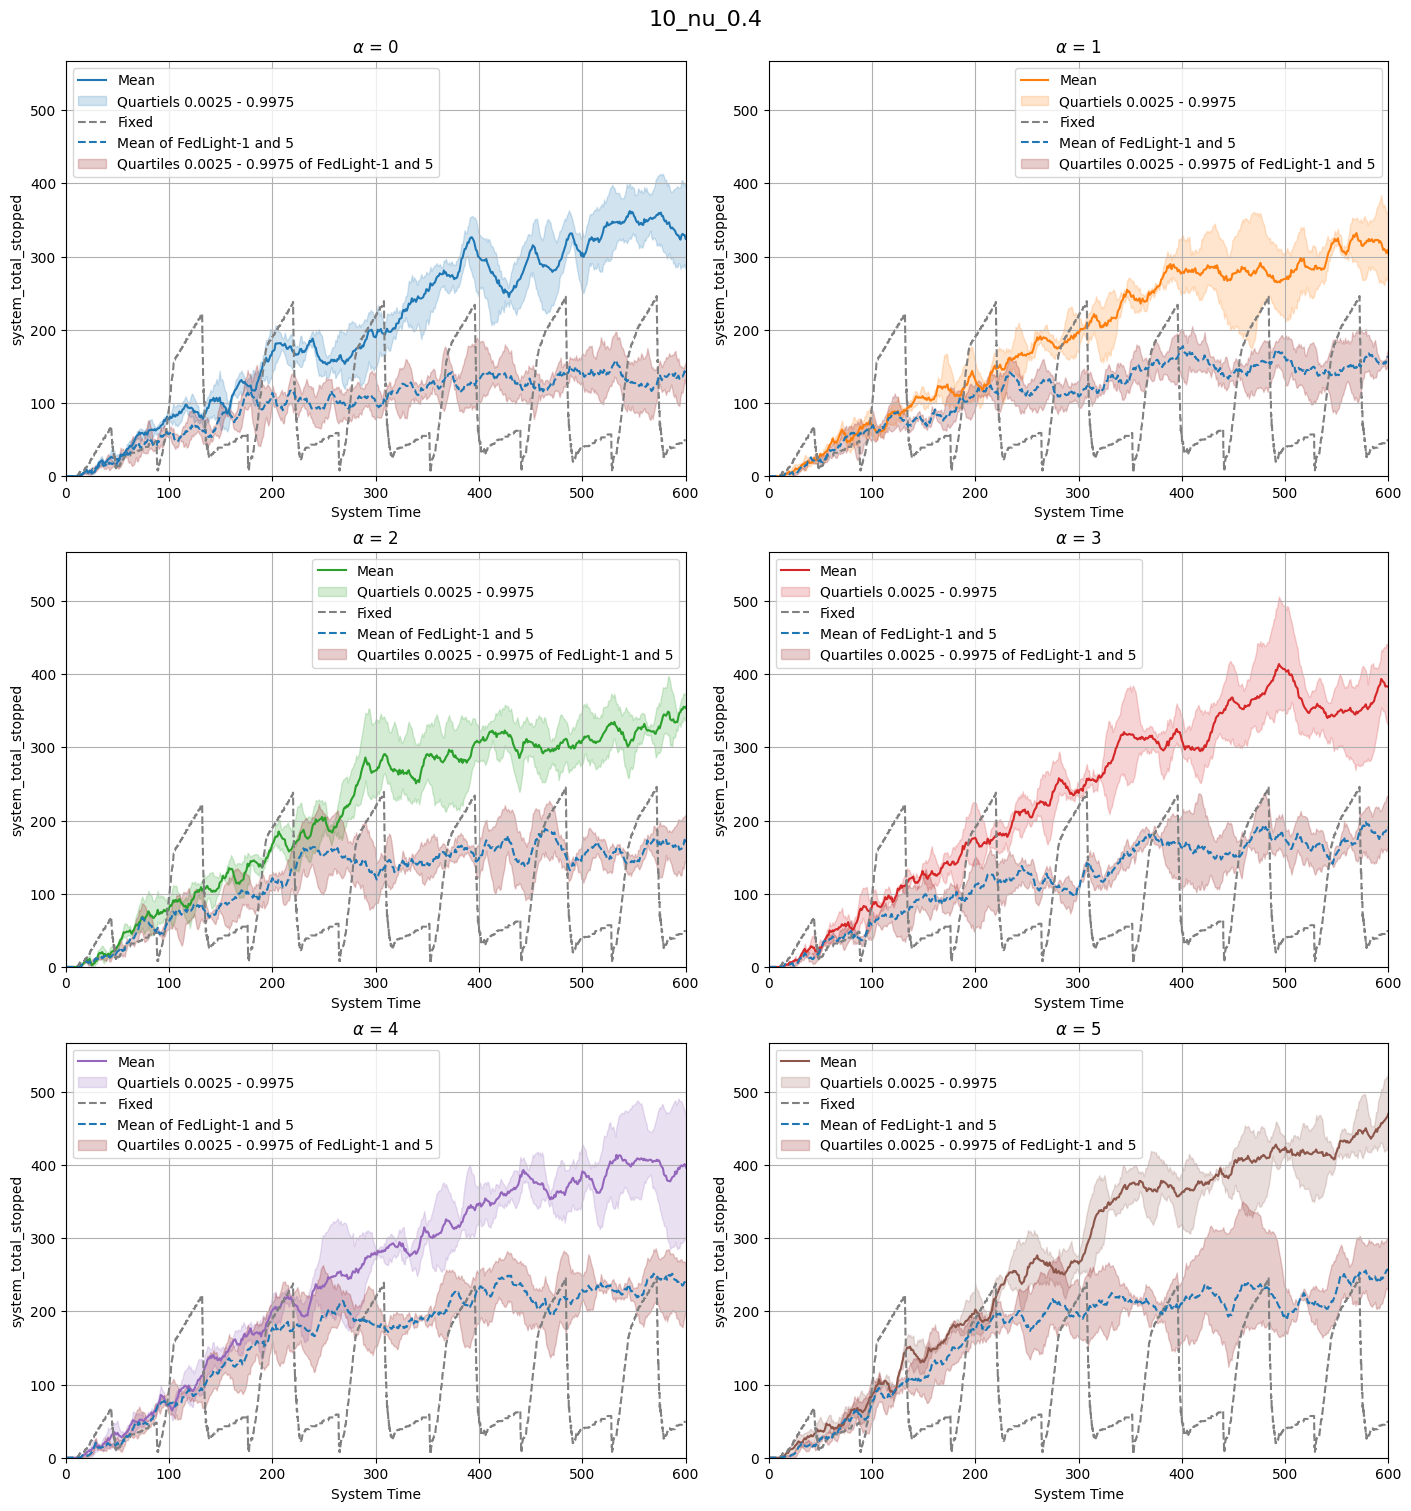 10_nu_0.4
α = 0
Mean
Quartiels 0.0025 - 0.9975
Fixed
Mean of FedLight-1 and 5
Quartiles 0.0025 - 0.9975 of FedLight-1 and 5
system_total_stopped
500
400
300
200
100
0
0 100 200 300 400 500 600
System Time
α = 1
Mean
Quartiels 0.0025 - 0.9975
Fixed
Mean of FedLight-1 and 5
Quartiles 0.0025 - 0.9975 of FedLight-1 and 5
system_total_stopped
500
400
300
200
100
0
0 100 200 300 400 500 600
System Time
α = 2
Mean
Quartiels 0.0025 - 0.9975
Fixed
Mean of FedLight-1 and 5
Quartiles 0.0025 - 0.9975 of FedLight-1 and 5
system_total_stopped
500
400
300
200
100
0
0 100 200 300 400 500 600
System Time
α = 3
Mean
Quartiels 0.0025 - 0.9975
Fixed
Mean of FedLight-1 and 5
Quartiles 0.0025 - 0.9975 of FedLight-1 and 5
system_total_stopped
500
400
300
200
100
0
0 100 200 300 400 500 600
System Time
α = 4
Mean
Quartiels 0.0025 - 0.9975
Fixed
Mean of FedLight-1 and 5
Quartiles 0.0025 - 0.9975 of FedLight-1 and 5
system_total_stopped
500
400
300
200
100
0
0 100 200 300 400 500 600
System Time
α = 5
Mean
Quartiels 0.0025 - 0.9975
Fixed
Mean of FedLight-1 and 5
Quartiles 0.0025 - 0.9975 of FedLight-1 and 5
system_total_stopped
500
400
300
200
100
0
0 100 200 300 400 500 600
System Time